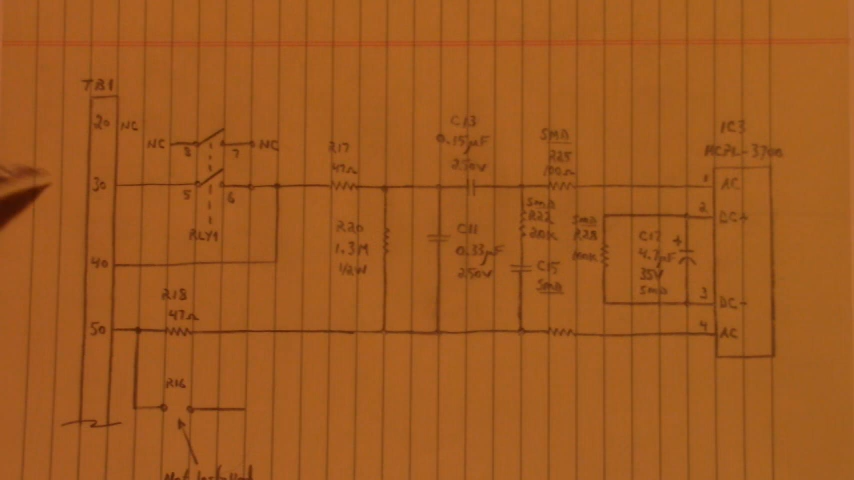 TB1
20 NC
NC 8 7 NC
30
5 6
RLY1
40
R18
47Ω
50
R16
Not Installed
R17
47Ω
R20
1.3M
1/2W
C13
0.15μF
250V
C11
0.33μF
250V
SMD
R25
100Ω
SMD
R22
20K
C15
SMD
SMD
R28
C12
4.7μF
35V
SMD
+
IC3
HCPL-3700
1 AC
2 DC+
3 DC-
4 AC